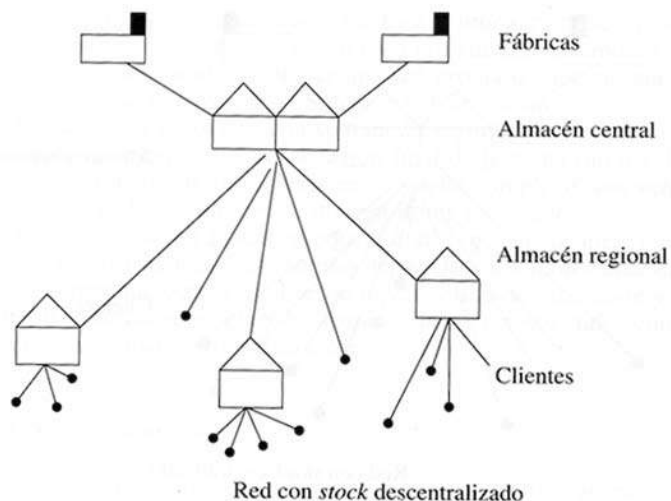 Fábricas
Almacén central
Almacén regional
Clientes
Red con stock descentralizado